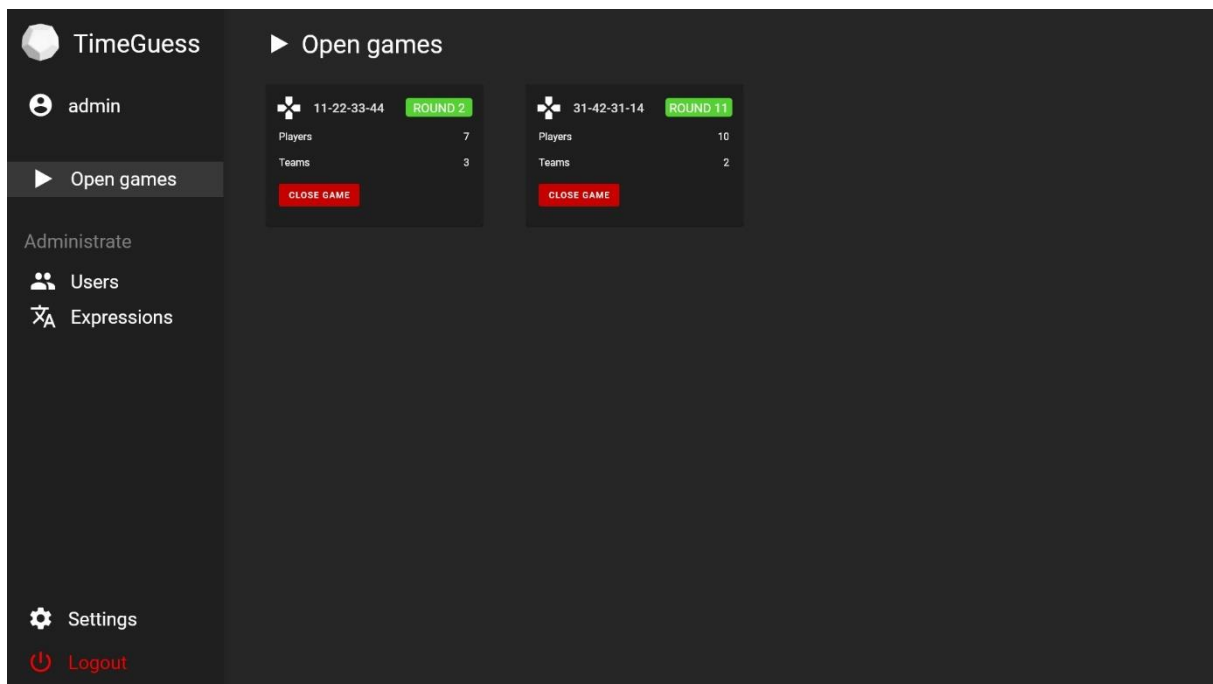 TimeGuess
admin
Open games
Administrate
Users
Expressions
Settings
Logout
Open games
11-22-33-44 ROUND 2
Players 7
Teams 3
CLOSE GAME
31-42-31-14 ROUND 11
Players 10
Teams 2
CLOSE GAME